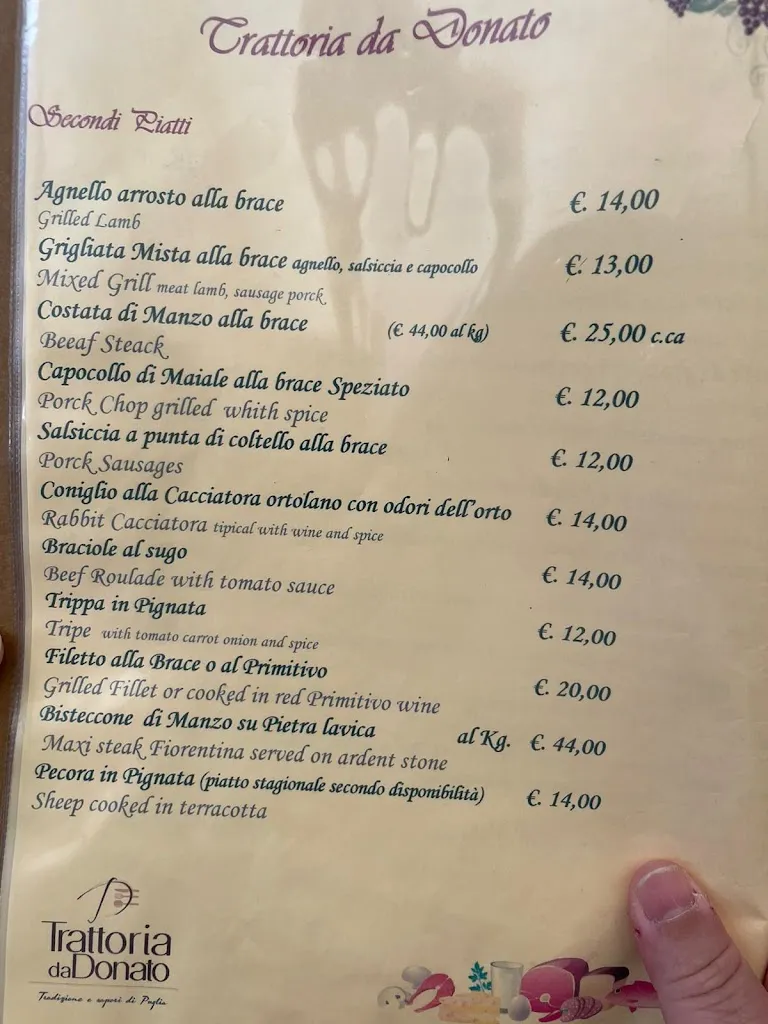 Trattoria da Donato
Secondi Piatti
Agnello arrosto alla brace €. 14,00
Grilled Lamb
Grigliata Mista alla brace agnello, salsiccia e capocollo €. 13,00
Mixed Grill meat lamb, sausage porck
Costata di Manzo alla brace (€. 44,00 al kg) €. 25,00 c.ca
Beeaf Steack
Capocollo di Maiale alla brace Speziato €. 12,00
Porck Chop grilled whith spice
Salsiccia a punta di coltello alla brace €. 12,00
Porck Sausages
Coniglio alla Cacciatora ortolano con odori dell'orto €. 14,00
Rabbit Cacciatora tipical with wine and spice
Braciole al sugo €. 14,00
Beef Roulade with tomato sauce
Trippa in Pignata €. 12,00
Tripe with tomato carrot onion and spice
Filetto alla Brace o al Primitivo €. 20,00
Grilled Fillet or cooked in red Primitivo wine
Bisteccone di Manzo su Pietra lavica al Kg. €. 44,00
Maxi steak Fiorentina served on ardent stone
Pecora in Pignata (piatto stagionale secondo disponibilità) €. 14,00
Sheep cooked in terracotta
Trattoria
daDonato
Tradizione e sapori di Puglia